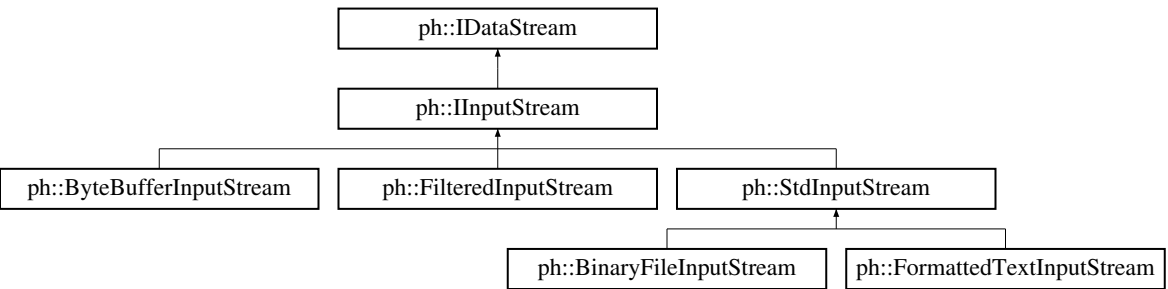 ph::IDataStream
ph::IInputStream
ph::ByteBufferInputStream
ph::FilteredInputStream
ph::StdInputStream
ph::BinaryFileInputStream
ph::FormattedTextInputStream